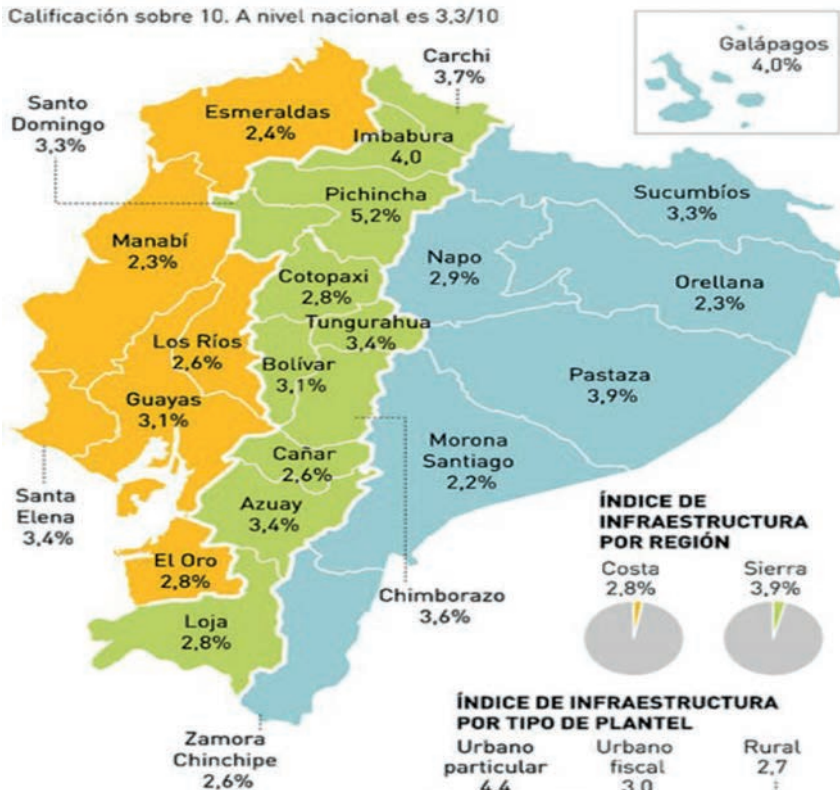 Calificación sobre 10. A nivel nacional es 3,3/10
Carchi
3,7%
Galápagos
4,0%
Santo
Domingo
3,3%
Esmeraldas
2,4%
Imbabura
4,0
Pichincha
5,2%
Sucumbíos
3,3%
Manabí
2,3%
Napo
2,9%
Cotopaxi
2,8%
Orellana
2,3%
Tungurahua
3,4%
Los Ríos
2,6%
Bolívar
3,1%
Pastaza
3,9%
Guayas
3,1%
Morona
Santiago
2,2%
Cañar
2,6%
Santa
Elena
3,4%
Azuay
3,4%
El Oro
2,8%
Chimborazo
3,6%
Loja
2,8%
Zamora
Chinchipe
2,6%
ÍNDICE DE
INFRAESTRUCTURA
POR REGIÓN
Costa
2,8%
Sierra
3,9%
ÍNDICE DE INFRAESTRUCTURA
POR TIPO DE PLANTEL
Urbano
particular
4,4
Urbano
fiscal
3,0
Rural
2,7